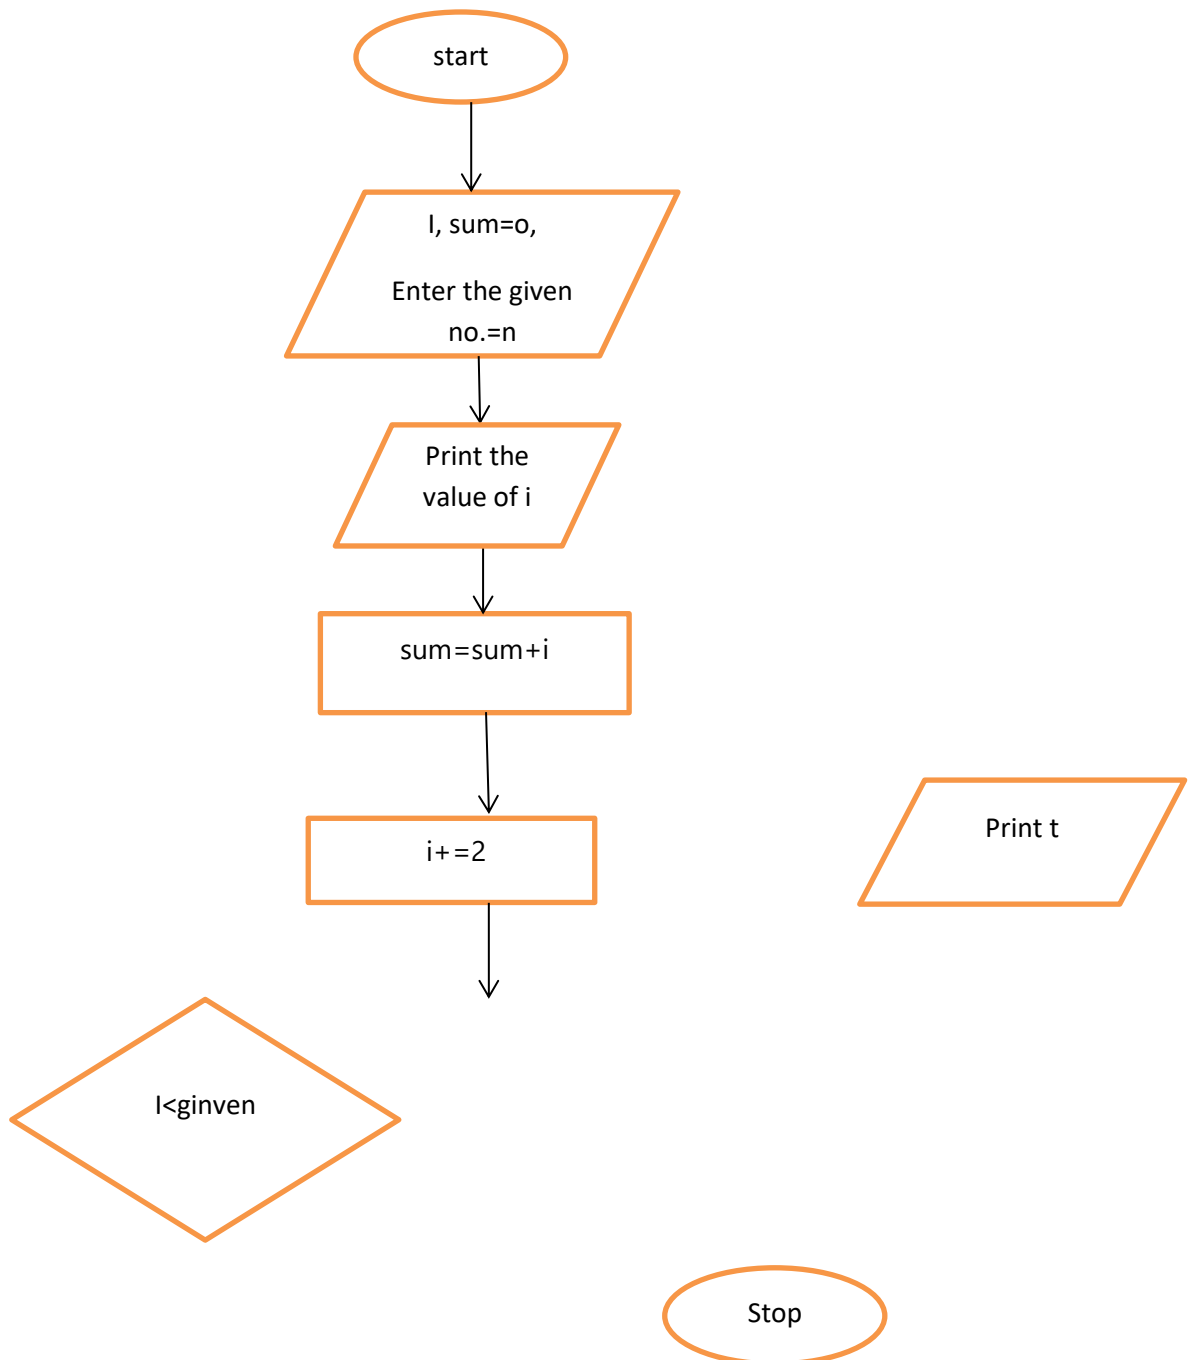 start
I, sum=o,
Enter the given
no.=n
Print the
value of i
sum=sum+i
i+=2
Print t
I<ginven
Stop